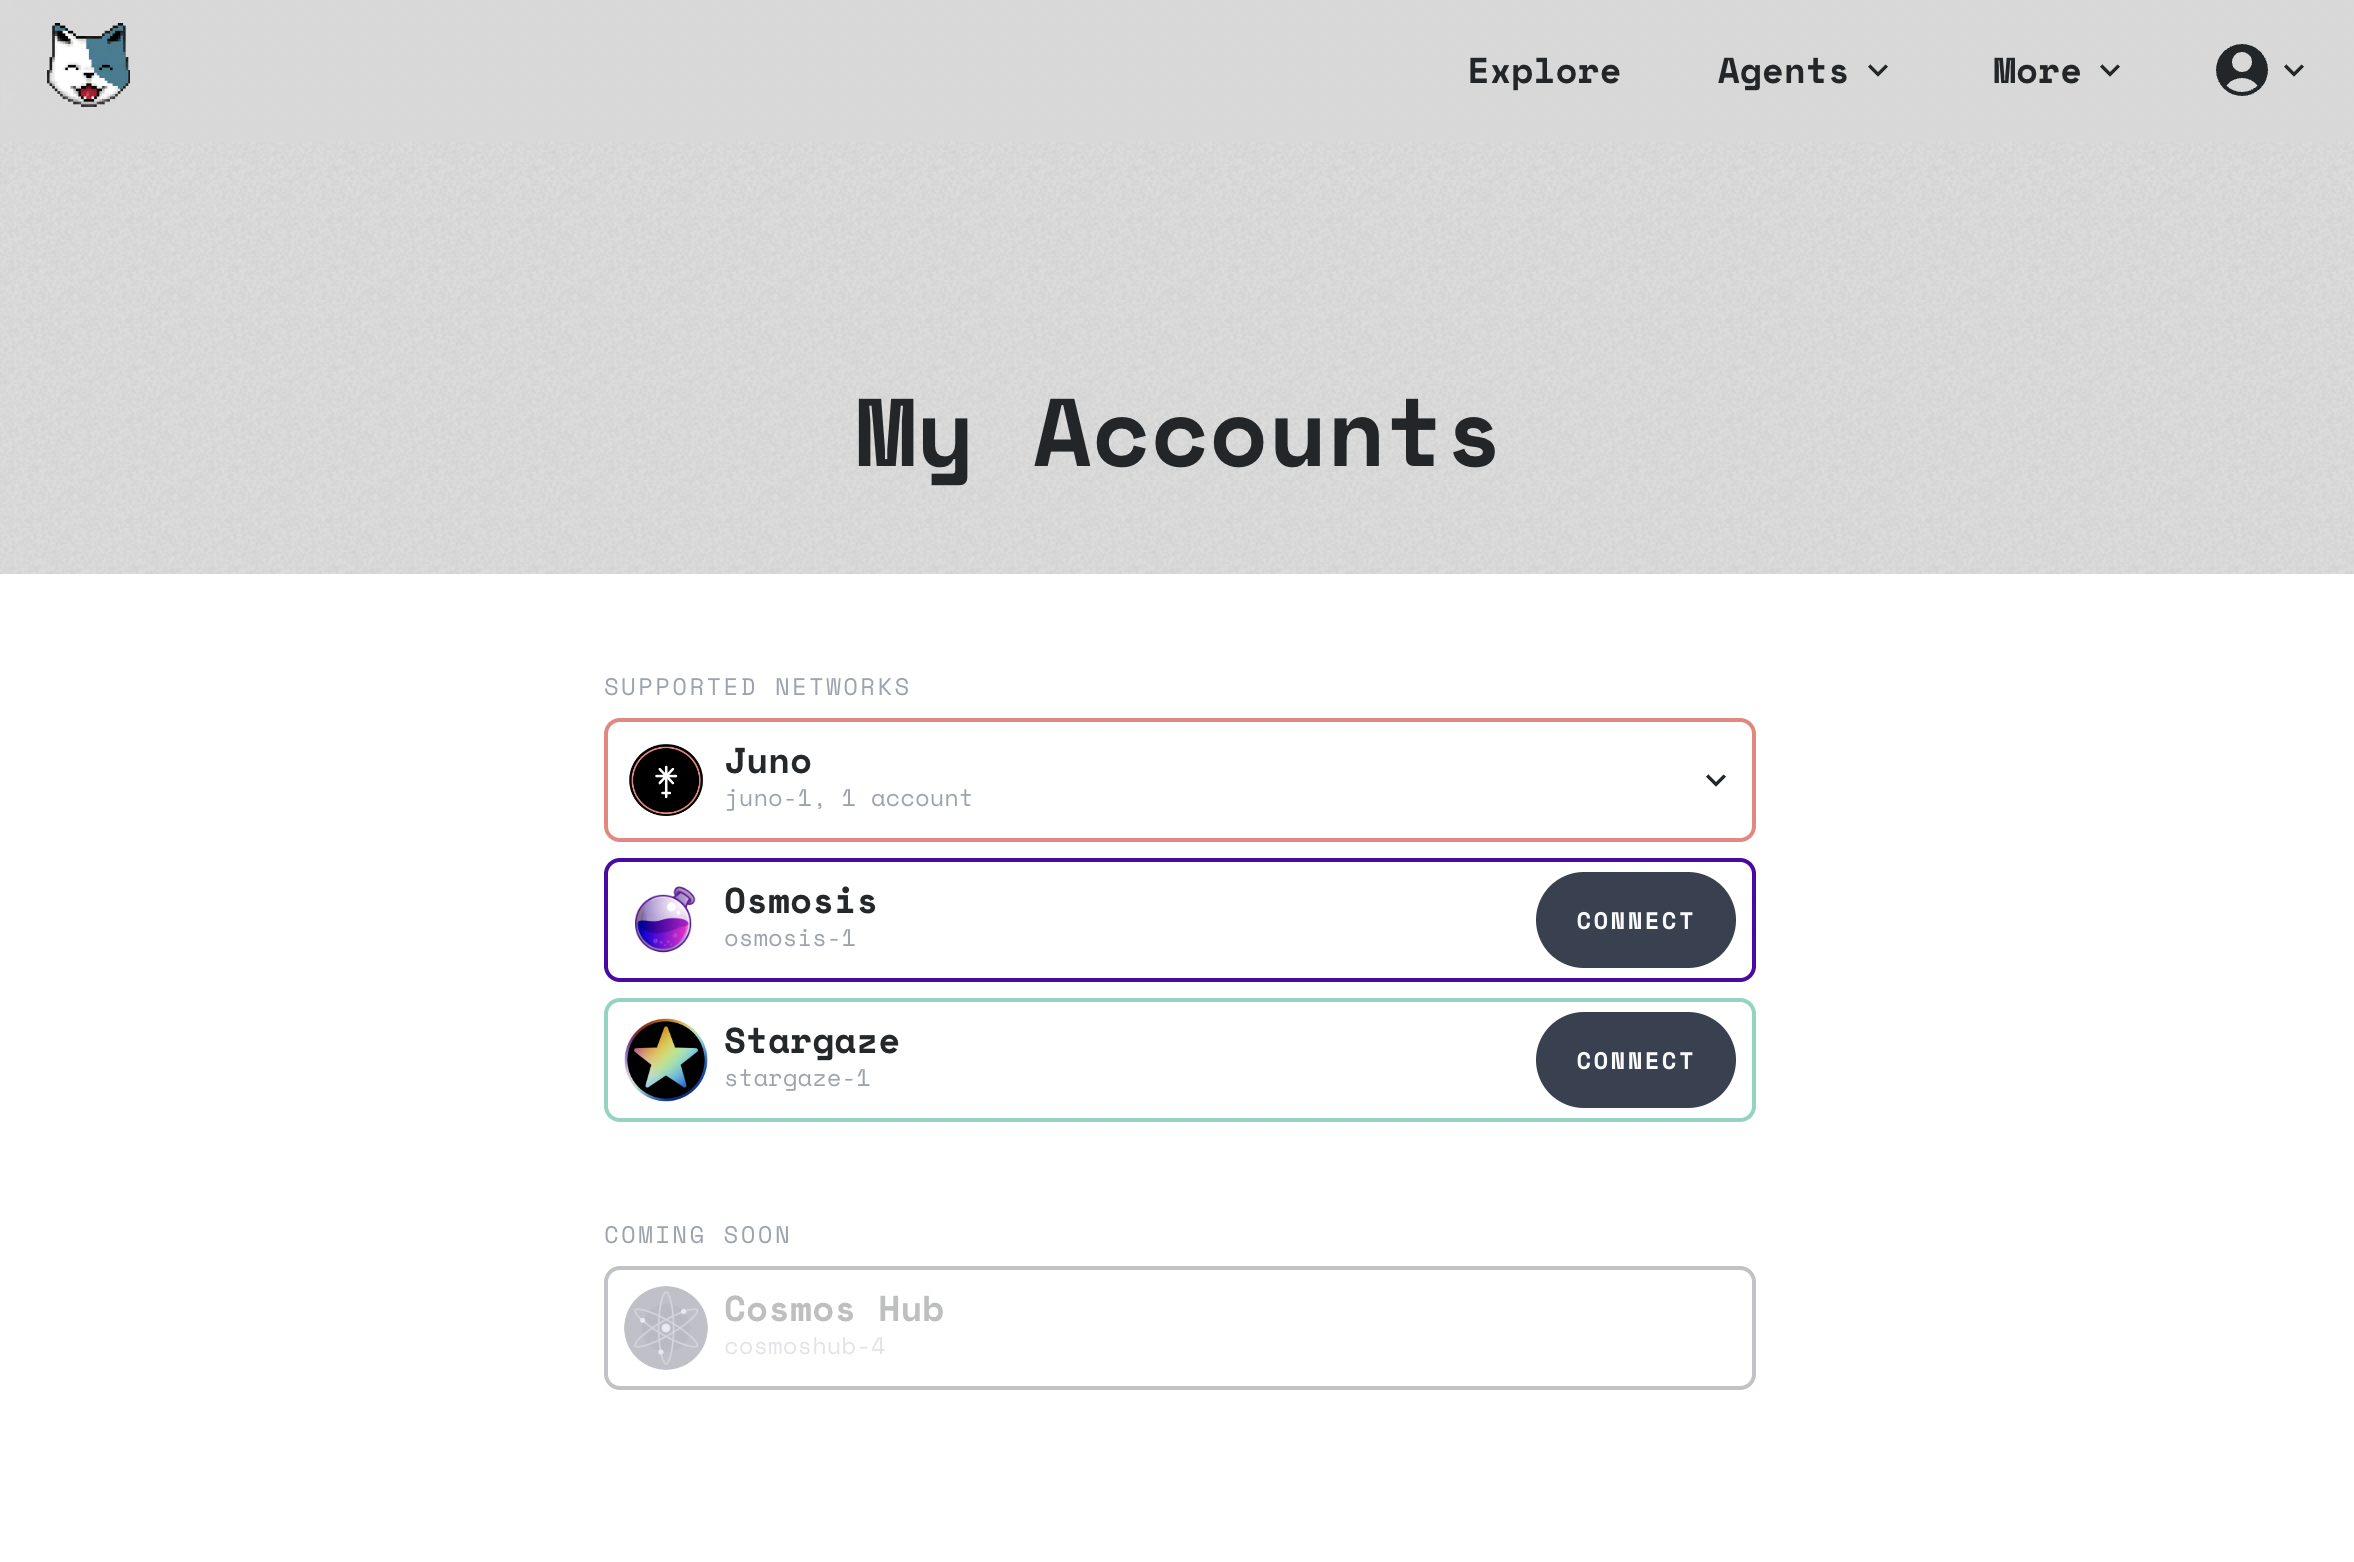 Explore
Agents
More
My Accounts
SUPPORTED NETWORKS
Juno
juno-1, 1 account
Osmosis
osmosis-1
CONNECT
Stargaze
stargaze-1
CONNECT
COMING SOON
Cosmos Hub
cosmoshub-4